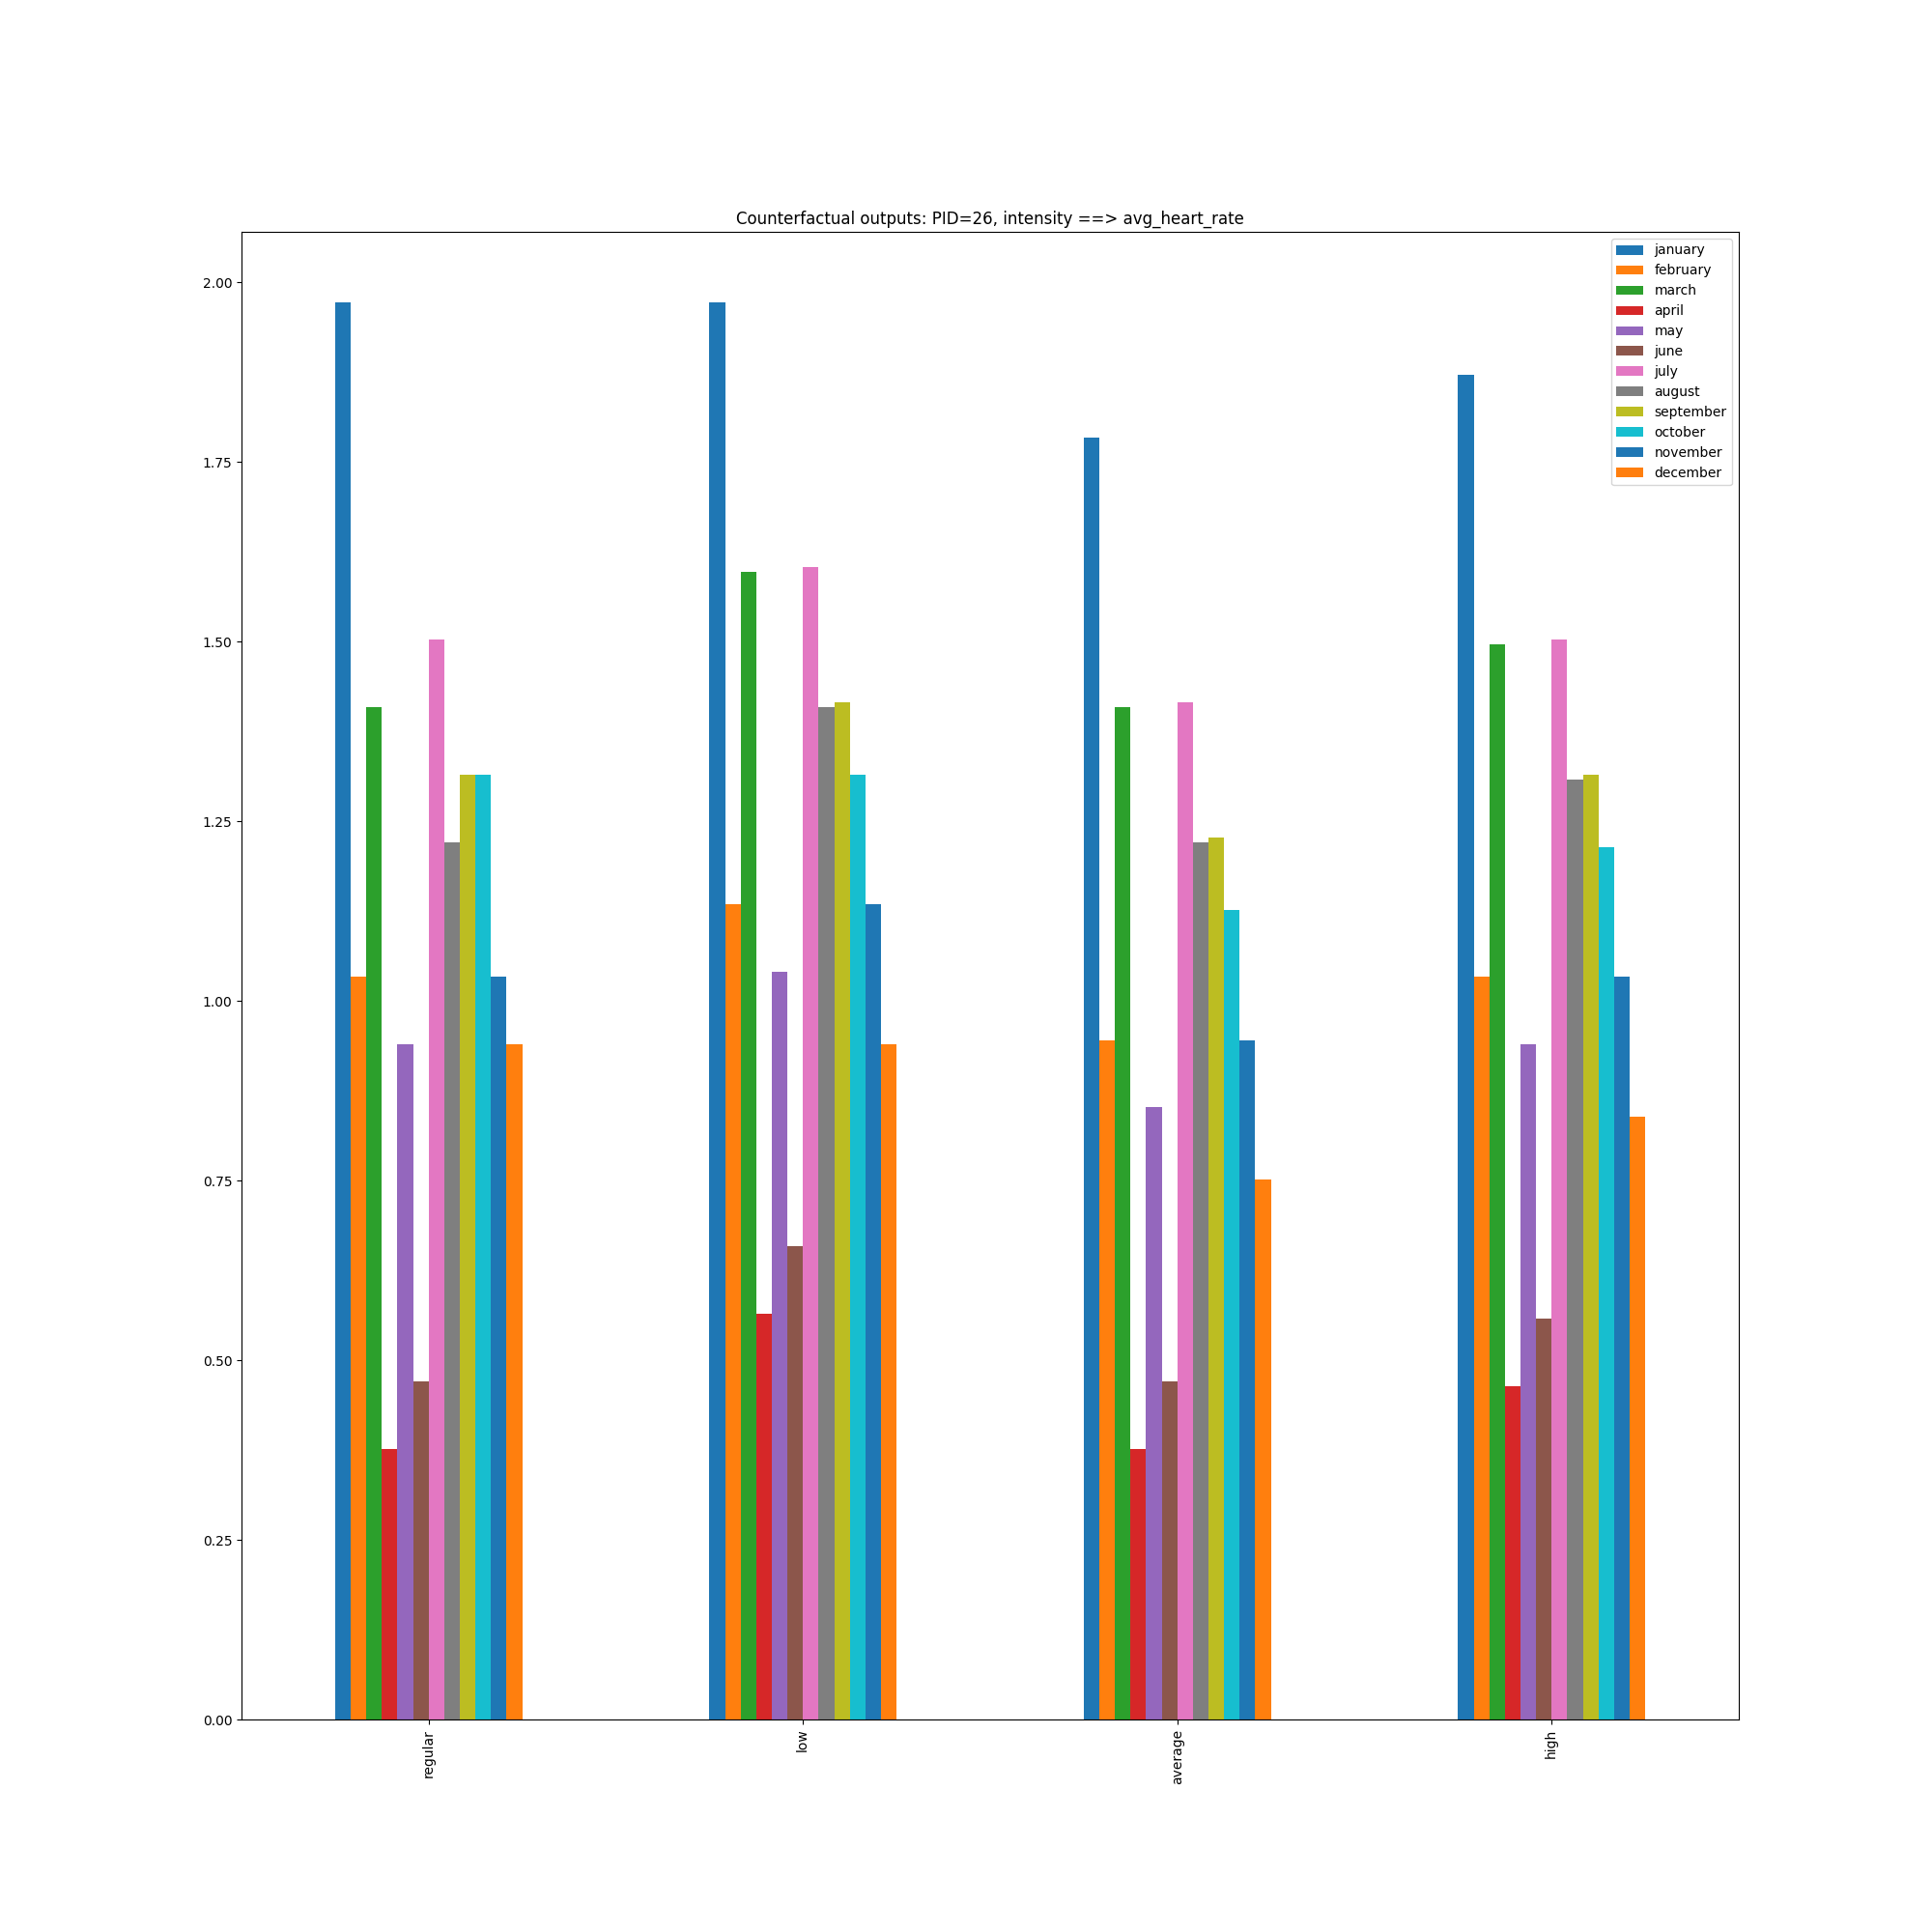 Counterfactual outputs: PID=26, intensity ==> avg_heart_rate
2.00
1.75
1.50
1.25
1.00
0.75
0.50
0.25
0.00
january
february
march
april
may
june
july
august
september
october
november
december
regular
low
average
high